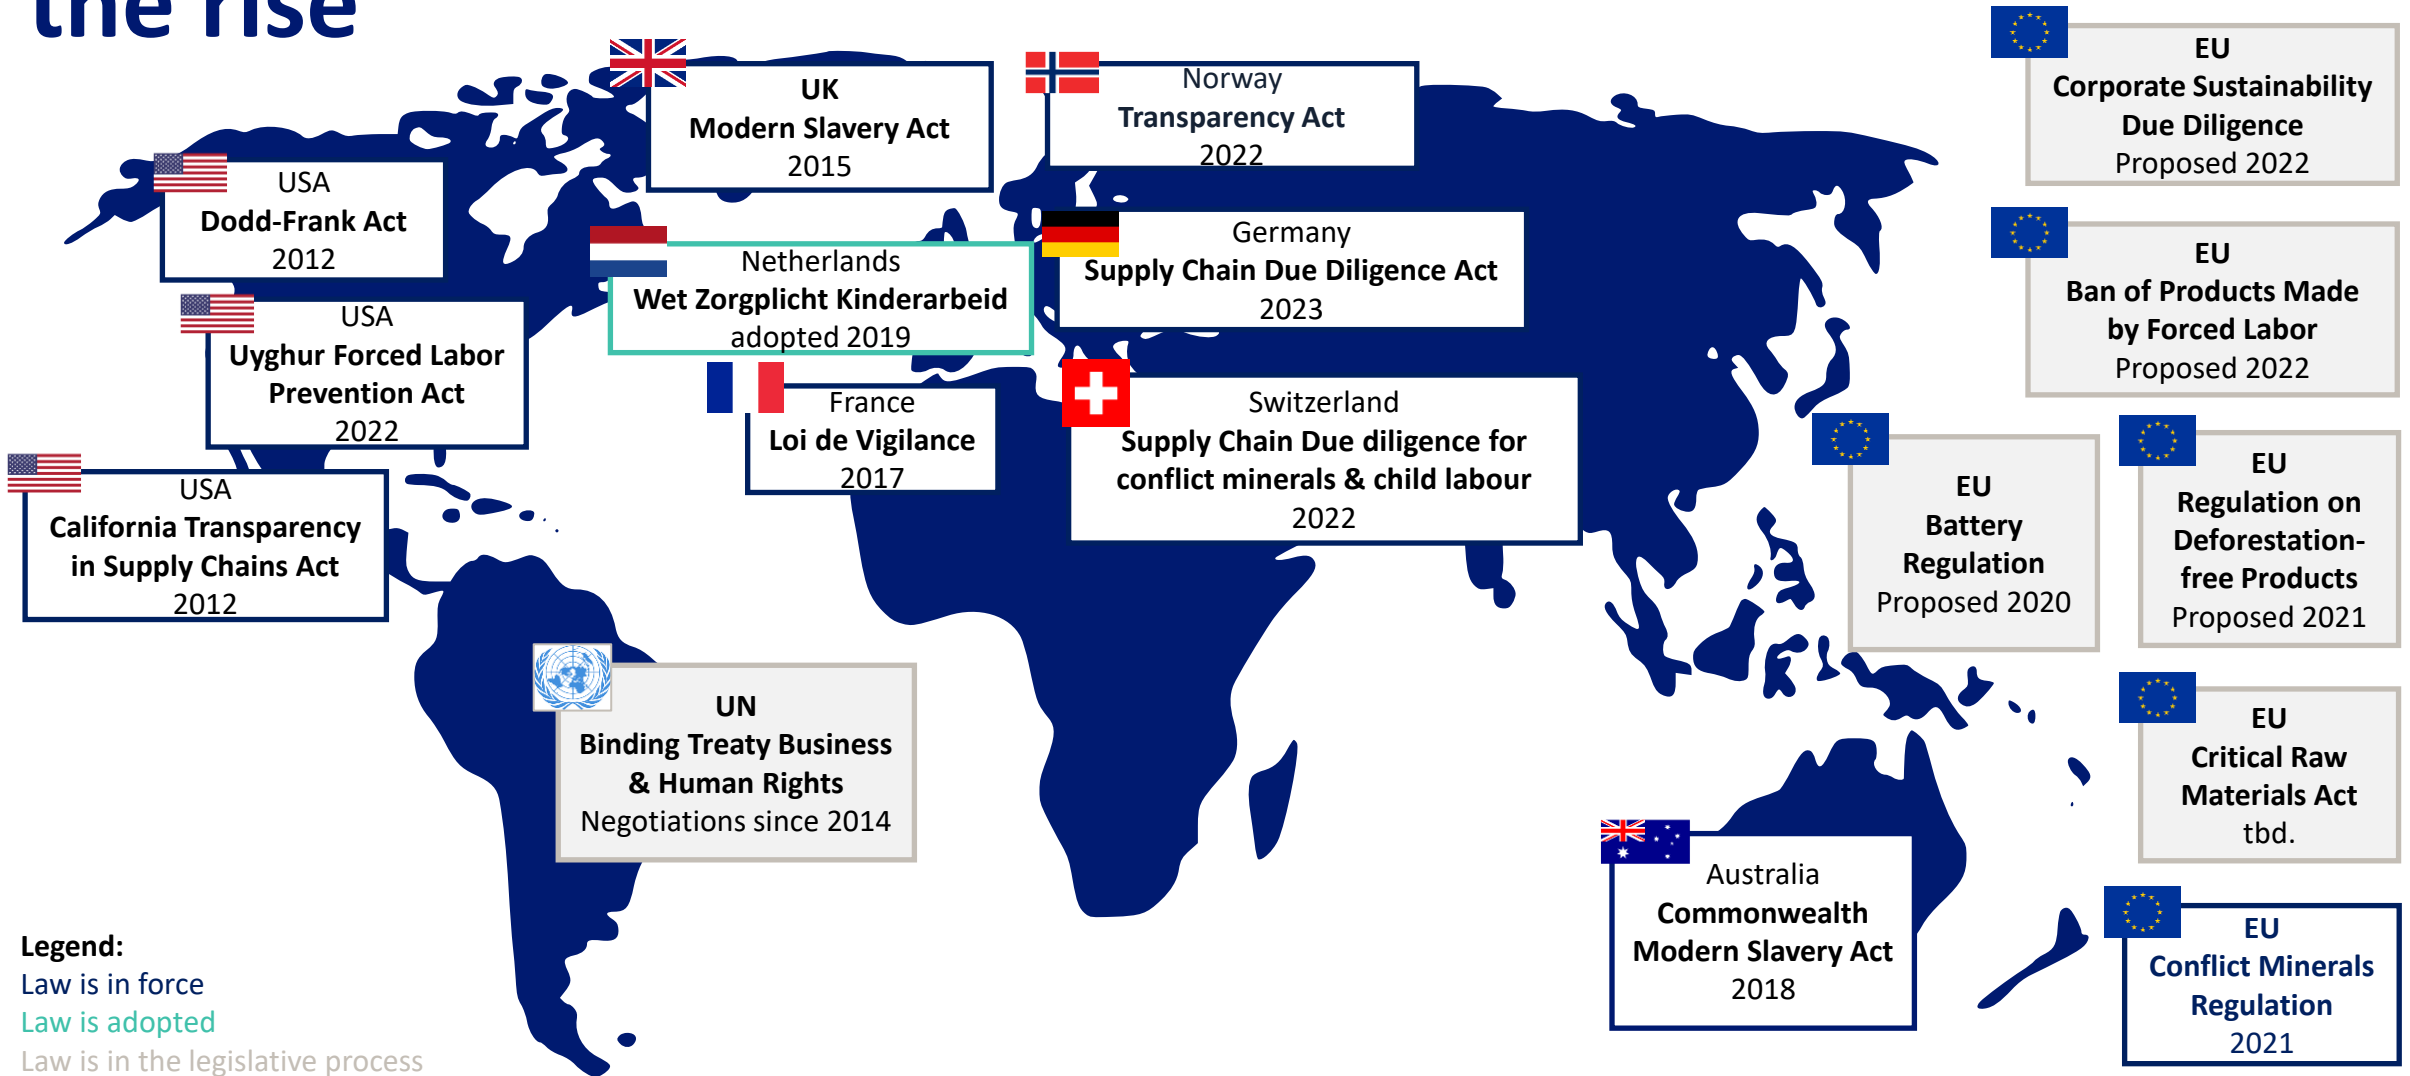 the rise
UK
Modern Slavery Act
2015
Norway
Transparency Act
2022
EU
Corporate Sustainability
Due Diligence
Proposed 2022
USA
Dodd-Frank Act
2012
Netherlands
Wet Zorgplicht Kinderarbeid
adopted 2019
Germany
Supply Chain Due Diligence Act
2023
EU
Ban of Products Made
by Forced Labor
Proposed 2022
USA
Uyghur Forced Labor
Prevention Act
2022
France
Loi de Vigilance
2017
Switzerland
Supply Chain Due diligence for
conflict minerals & child labour
2022
EU
Battery
Regulation
Proposed 2020
EU
Regulation on
Deforestation-
free Products
Proposed 2021
USA
California Transparency
in Supply Chains Act
2012
UN
Binding Treaty Business
& Human Rights
Negotiations since 2014
EU
Critical Raw
Materials Act
tbd.
Australia
Commonwealth
Modern Slavery Act
2018
EU
Conflict Minerals
Regulation
2021
Legend:
Law is in force
Law is adopted
Law is in the legislative process